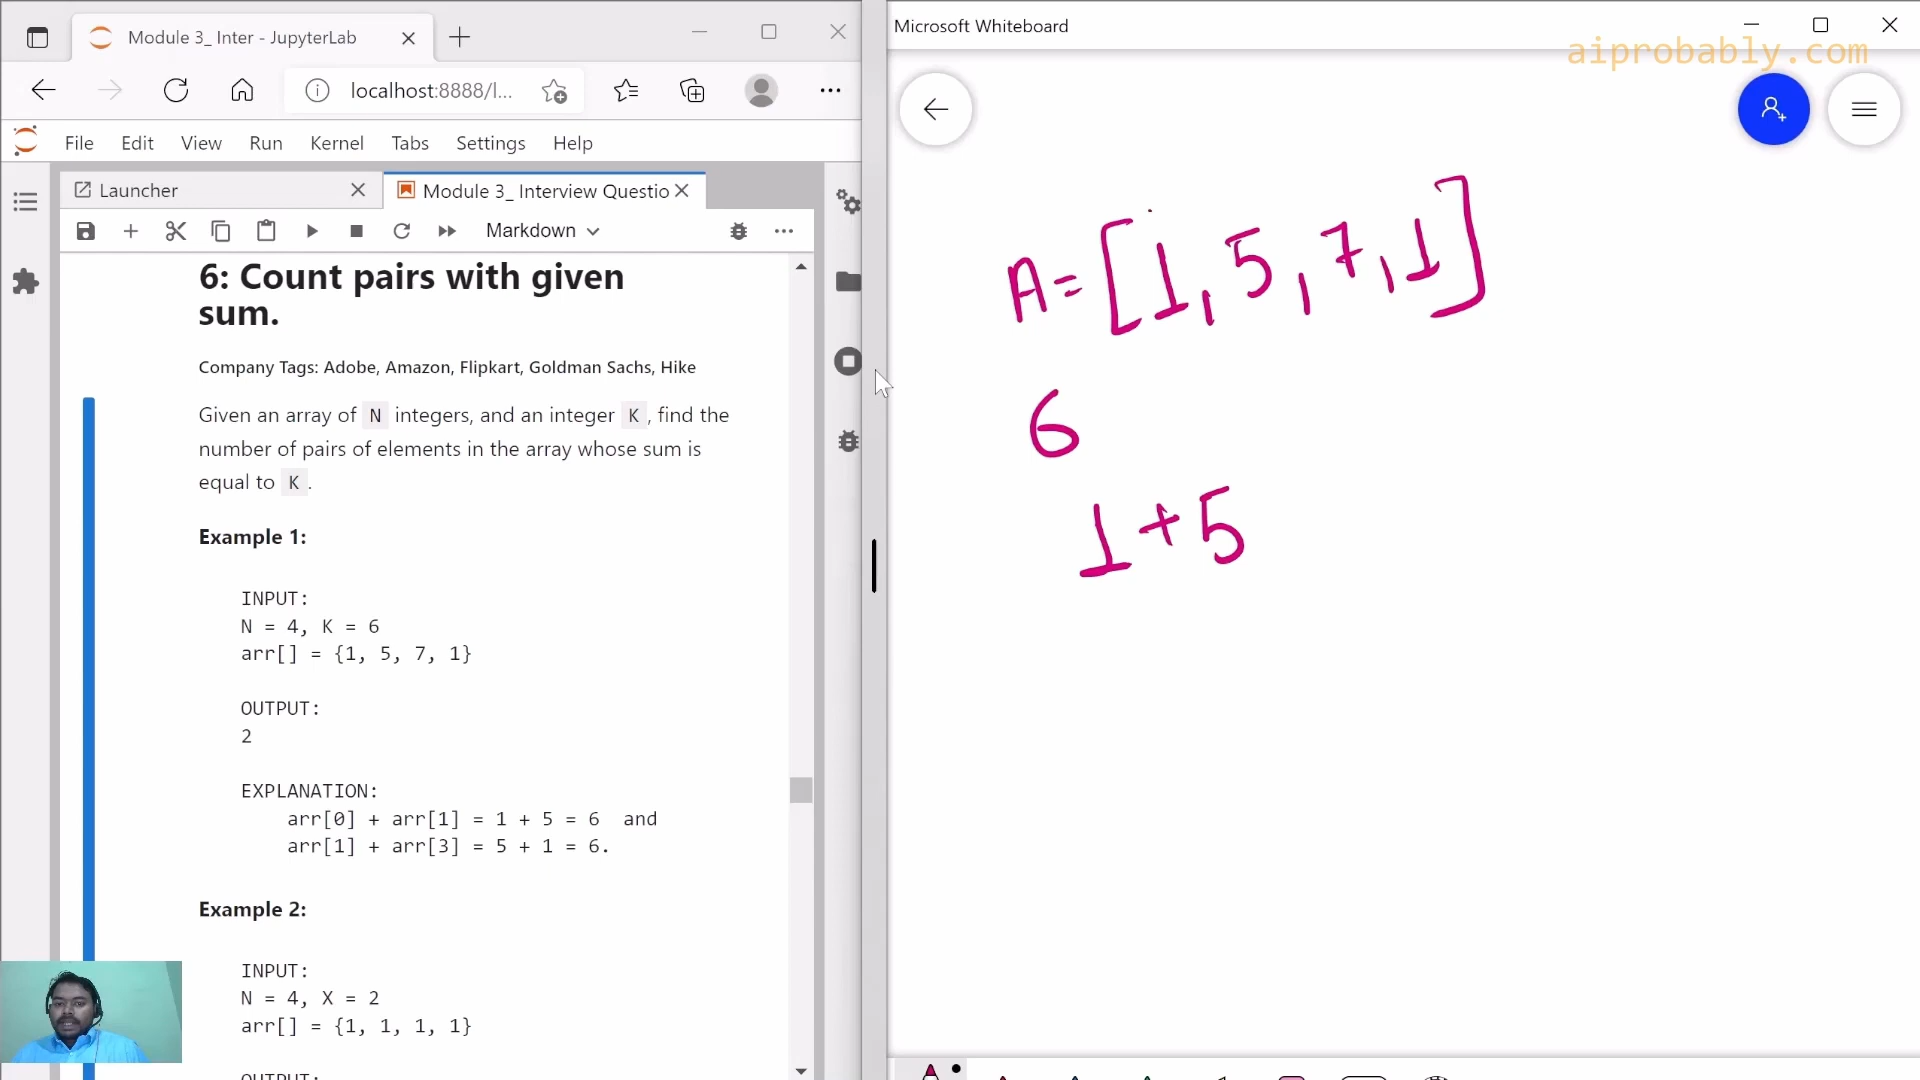 Module 3_ Inter - JupyterLab
localhost:8888/l...
File Edit View Run Kernel Tabs Settings Help
Launcher
Module 3_ Interview Questio
Markdown
6: Count pairs with given
sum.
Company Tags: Adobe, Amazon, Flipkart, Goldman Sachs, Hike
Given an array of N integers, and an integer K, find the
number of pairs of elements in the array whose sum is
equal to K.
Example 1:
INPUT:
N = 4, K = 6
arr[] = {1, 5, 7, 1}
OUTPUT:
2
EXPLANATION:
arr[0] + arr[1] = 1 + 5 = 6 and
arr[1] + arr[3] = 5 + 1 = 6.
Example 2:
INPUT:
N = 4, X = 2
arr[] = {1, 1, 1, 1}
OUTPUT:
Microsoft Whiteboard
aiprobably.com
A=[1,5,7,1]
6
1+5